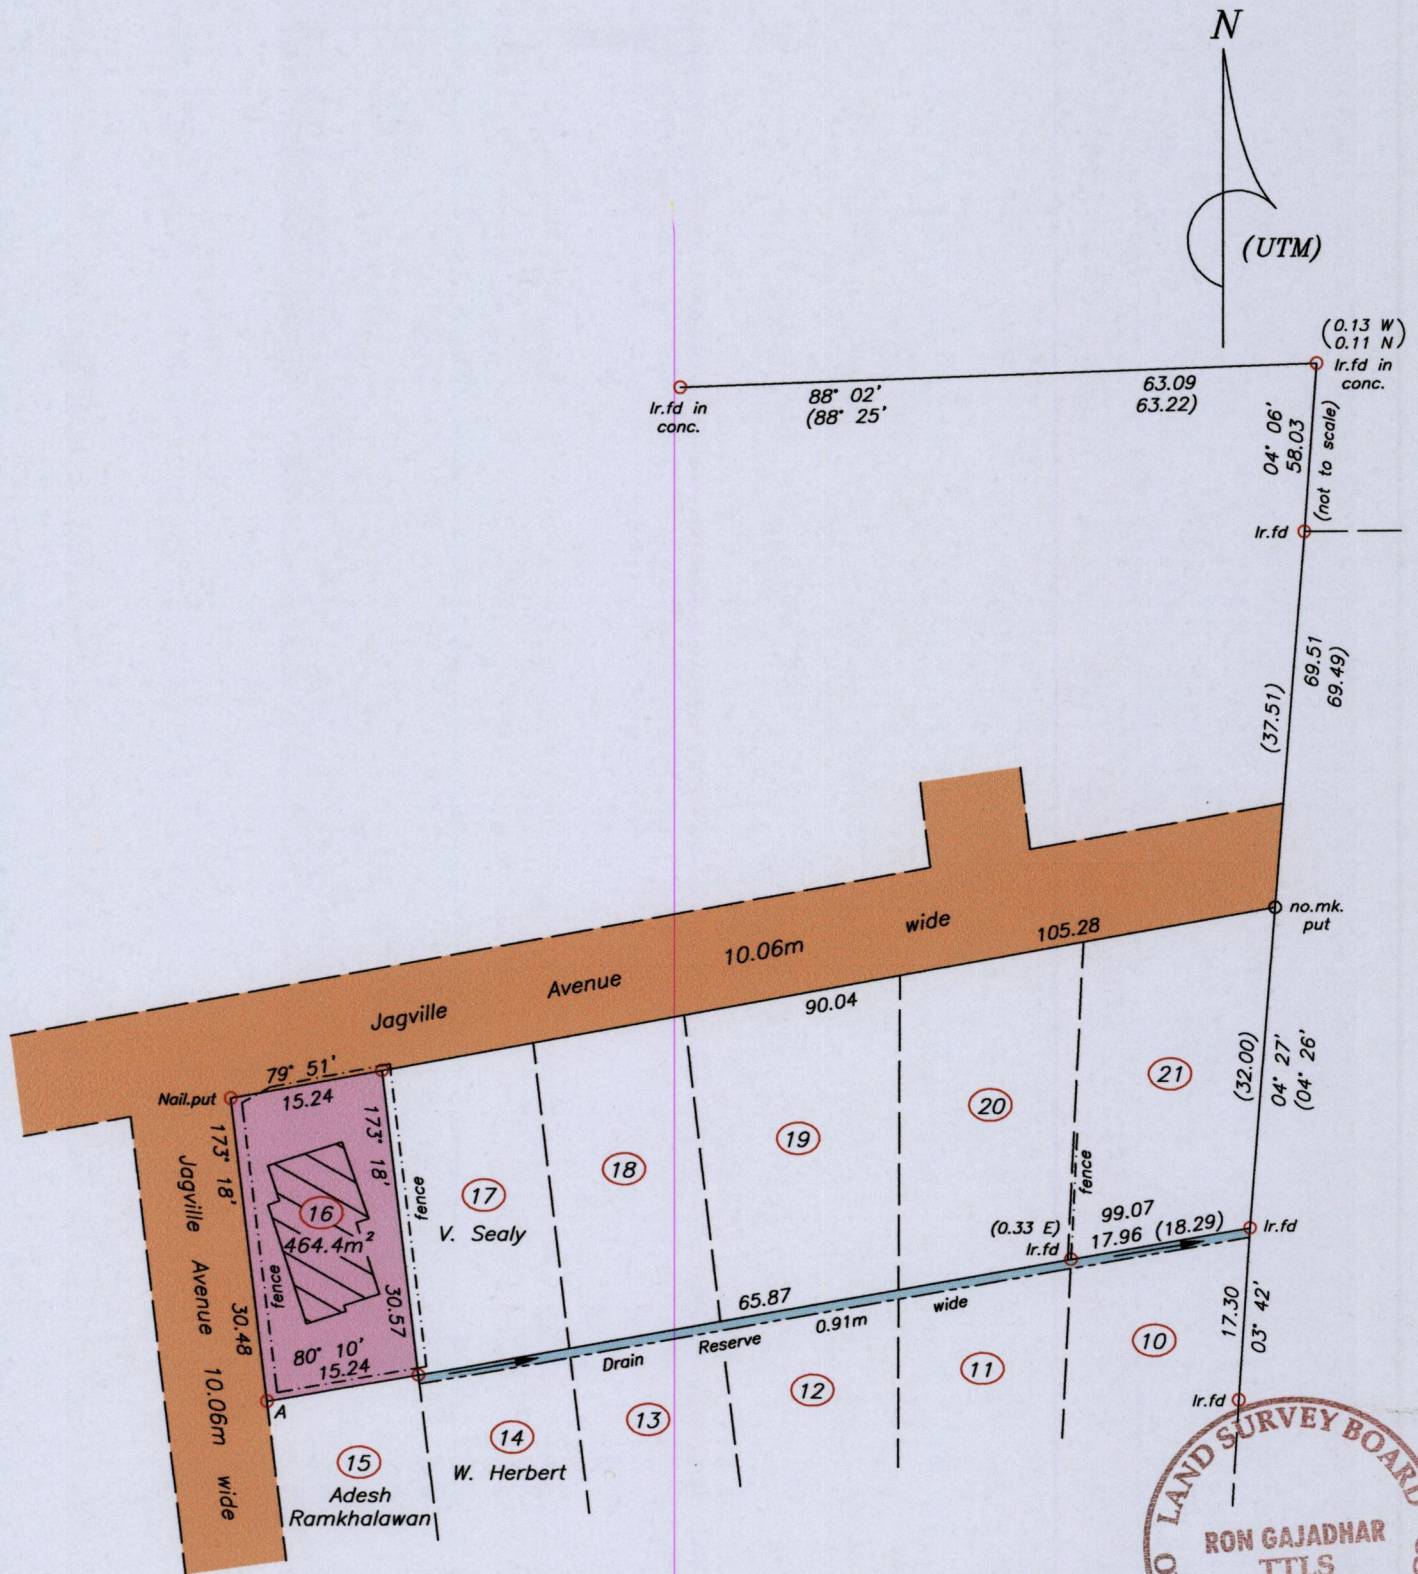 N
(UTM)
(0.13 W)
(0.11 N)
Ir.fd in
conc.
Ir.fd in
conc.
88° 02'
(88° 25'
63.09
63.22)
04° 06'
58.03
(not to scale)
Ir.fd
69.51
69.49)
(37.51)
no.mk.
put
Jagville Avenue 10.06m wide
105.28
90.04
79° 51'
15.24
Nail.put
173° 18'
30.48
173° 18'
30.57
fence
fence
16
464.4m²
80° 10'
15.24
A
Jagville Avenue 10.06m wide
17
V. Sealy
18
19
20
21
fence
(32.00)
04° 27'
(04° 26'
(0.33 E)
Ir.fd
99.07
17.96 (18.29)
Ir.fd
65.87
Drain Reserve 0.91m wide
17.30
03° 42'
Ir.fd
10
11
12
13
14
W. Herbert
15
Adesh
Ramkhalawan
LAND SURVEY BOARD
RON GAJADHAR
TTLS